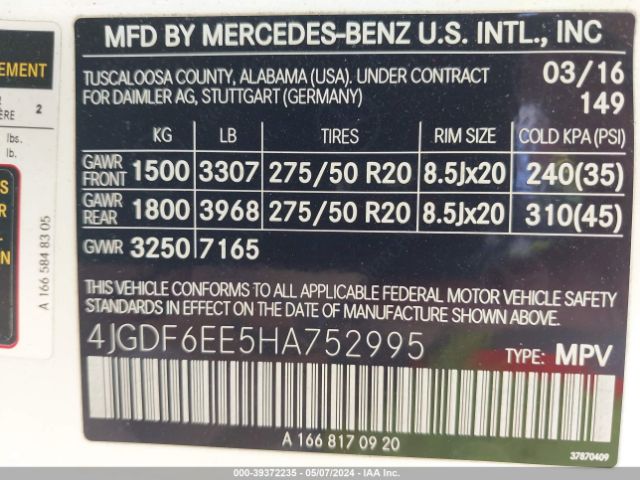 MFD BY MERCEDES-BENZ U.S. INTL., INC
TUSCALOOSA COUNTY, ALABAMA (USA). UNDER CONTRACT
FOR DAIMLER AG, STUTTGART (GERMANY)
03/16
149
KG LB TIRES RIM SIZE COLD KPA (PSI)
GAWR FRONT 1500 3307 275/50 R20 8.5Jx20 240(35)
GAWR REAR 1800 3968 275/50 R20 8.5Jx20 310(45)
GVWR 3250 7165
THIS VEHICLE CONFORMS TO ALL APPLICABLE FEDERAL MOTOR VEHICLE SAFETY
STANDARDS IN EFFECT ON THE DATE OF MANUFACTURE SHOWN ABOVE.
4JGDF6EE5HA752995 TYPE: MPV
A 166 817 09 20
37870409
EMENT
2
lbs.
lb.
A 166 584 83 05
000-39372235 - 05/07/2024 - IAA Inc.